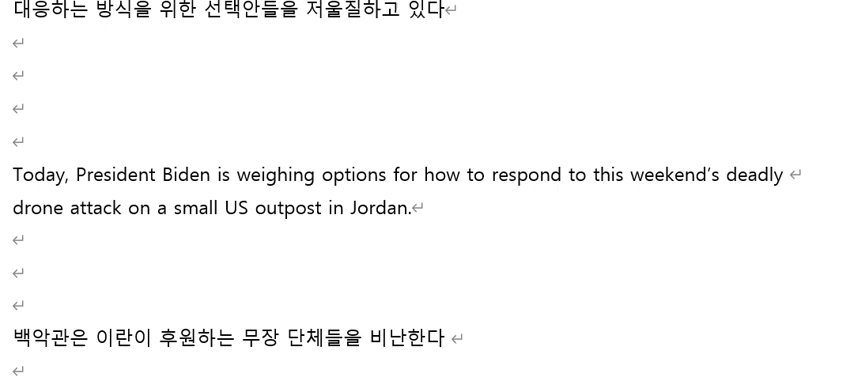 대응하는 방식을 위한 선택안들을 저울질하고 있다
Today, President Biden is weighing options for how to respond to this weekend’s deadly
drone attack on a small US outpost in Jordan.
백악관은 이란이 후원하는 무장 단체들을 비난한다